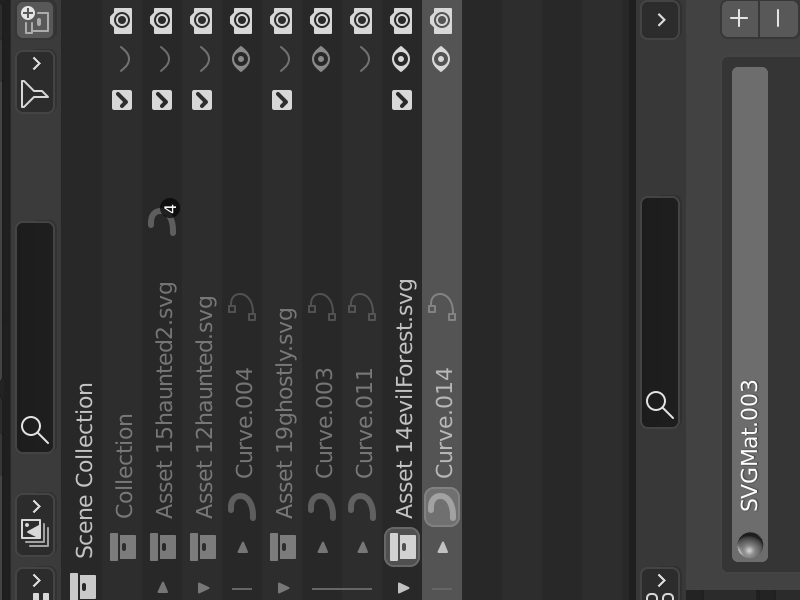 Scene Collection
Collection
Asset 15haunted2.svg 4
Asset 12haunted.svg
Curve.004
Asset 19ghostly.svg
Curve.003
Curve.011
Asset 14evilForest.svg
Curve.014
SVGMat.003